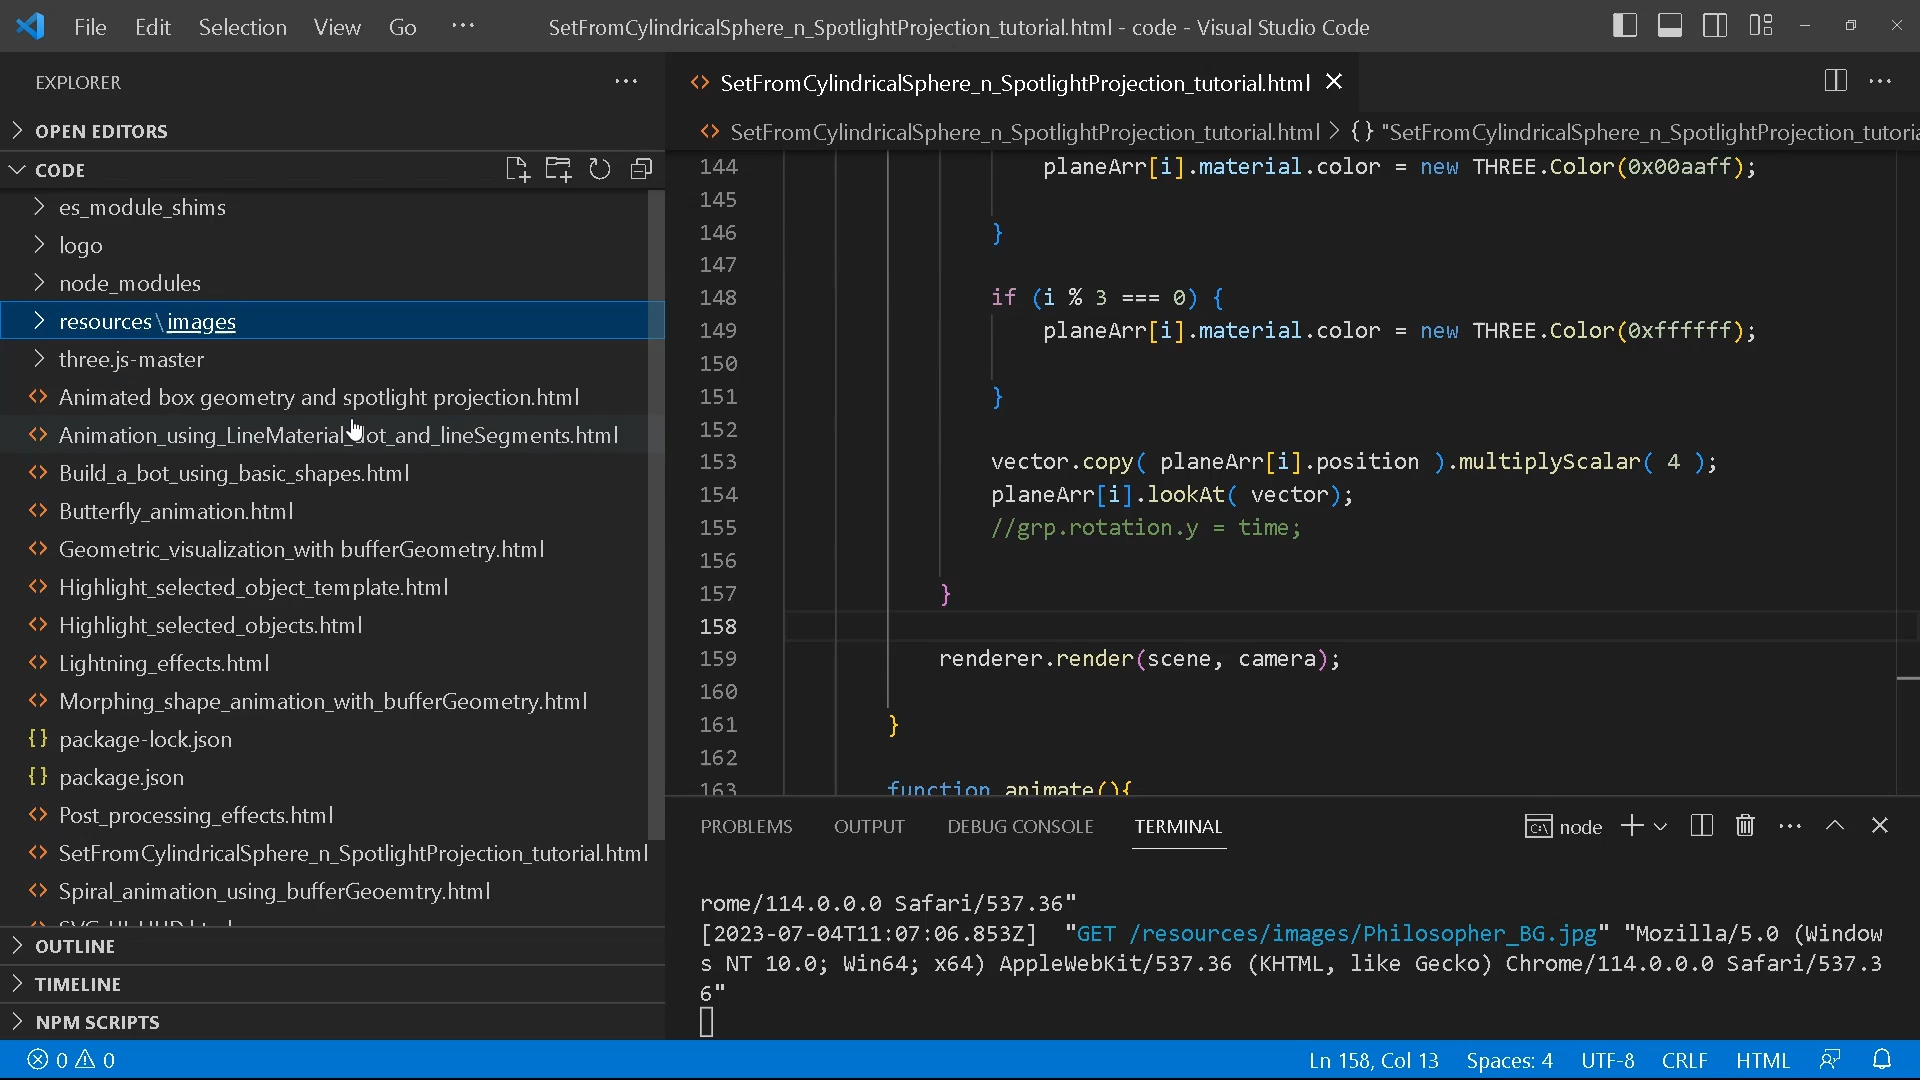 File Edit Selection View Go ··· SetFromCylindricalSphere_n_SpotlightProjection_tutorial.html - code - Visual Studio Code
EXPLORER
OPEN EDITORS
CODE
es_module_shims
logo
node_modules
resources\images
three.js-master
Animated box geometry and spotlight projection.html
Animation_using_LineMaterial_dot_and_lineSegments.html
Build_a_bot_using_basic_shapes.html
Butterfly_animation.html
Geometric_visualization_with bufferGeometry.html
Highlight_selected_object_template.html
Highlight_selected_objects.html
Lightning_effects.html
Morphing_shape_animation_with_bufferGeometry.html
{} package-lock.json
{} package.json
Post_processing_effects.html
SetFromCylindricalSphere_n_SpotlightProjection_tutorial.html
Spiral_animation_using_bufferGeoemtry.html
OUTLINE
TIMELINE
NPM SCRIPTS
SetFromCylindricalSphere_n_SpotlightProjection_tutorial.html
SetFromCylindricalSphere_n_SpotlightProjection_tutorial.html > {} "SetFromCylindricalSphere_n_SpotlightProjection_tutoria
144 planeArr[i].material.color = new THREE.Color(0x00aaff);
145
146 }
147
148 if (i % 3 === 0) {
149 planeArr[i].material.color = new THREE.Color(0xffffff);
150
151 }
152
153 vector.copy( planeArr[i].position ).multiplyScalar( 4 );
154 planeArr[i].lookAt( vector);
155 //grp.rotation.y = time;
156
157 }
158
159 renderer.render(scene, camera);
160
161 }
162
163 function animate(){
PROBLEMS OUTPUT DEBUG CONSOLE TERMINAL node
rome/114.0.0.0 Safari/537.36"
[2023-07-04T11:07:06.853Z]  "GET /resources/images/Philosopher_BG.jpg" "Mozilla/5.0 (Window
s NT 10.0; Win64; x64) AppleWebKit/537.36 (KHTML, like Gecko) Chrome/114.0.0.0 Safari/537.3
6"
0 0 Ln 158, Col 13 Spaces: 4 UTF-8 CRLF HTML